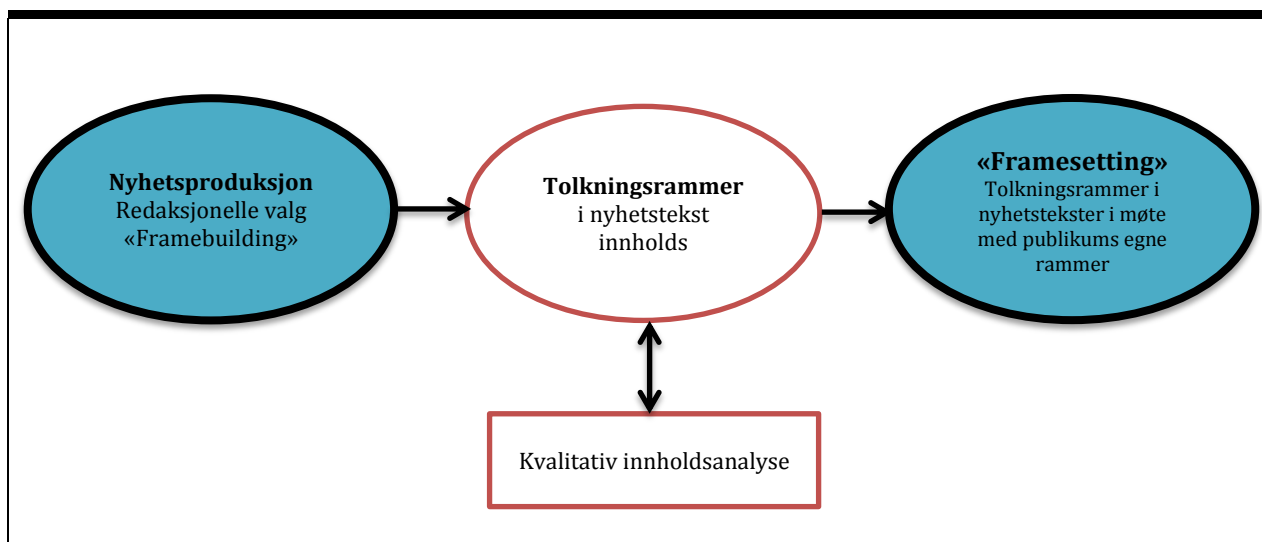 Nyhetsproduksjon
Redaksjonelle valg
«Framebuilding»
Tolkningsrammer
i nyhetstekst
innholds
«Framesetting»
Tolkningsrammer i
nyhetstekster i møte
med publikums egne
rammer
Kvalitativ innholdsanalyse